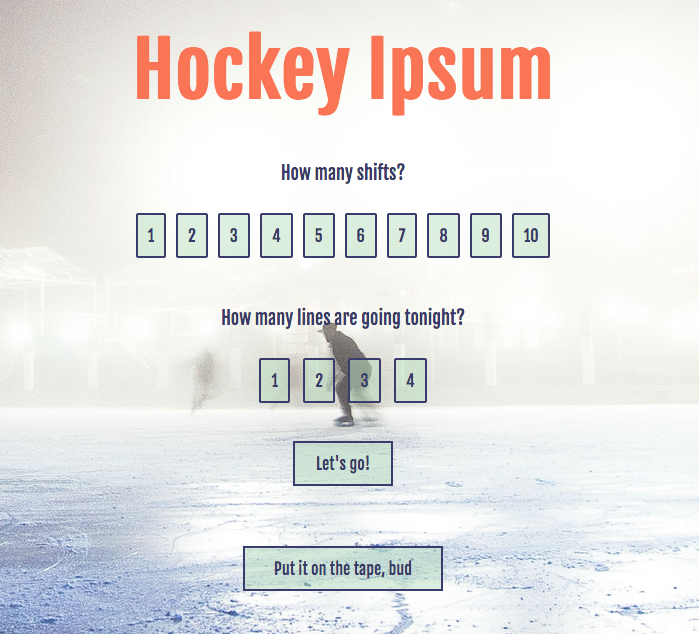 Hockey Ipsum
How many shifts?
1 2 3 4 5 6 7 8 9 10
How many lines are going tonight?
1 2 3 4
Let's go!
Put it on the tape, bud